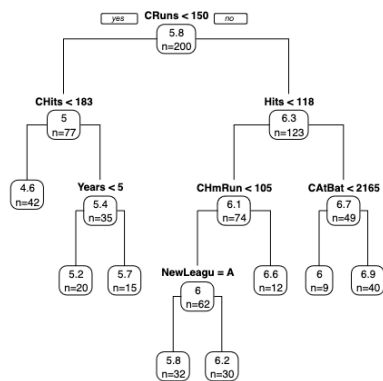 CRuns < 150
yes no
5.8
n=200
CHits < 183 Hits < 118
5 6.3
n=77 n=123
4.6 Years < 5 CHmRun < 105 CAtBat < 2165
n=42 5.4 6.1 6.7
n=35 n=74 n=49
5.2 5.7 NewLeagu = A 6.6 6 6.9
n=20 n=15 6 n=12 n=9 n=40
n=62
5.8 6.2
n=32 n=30